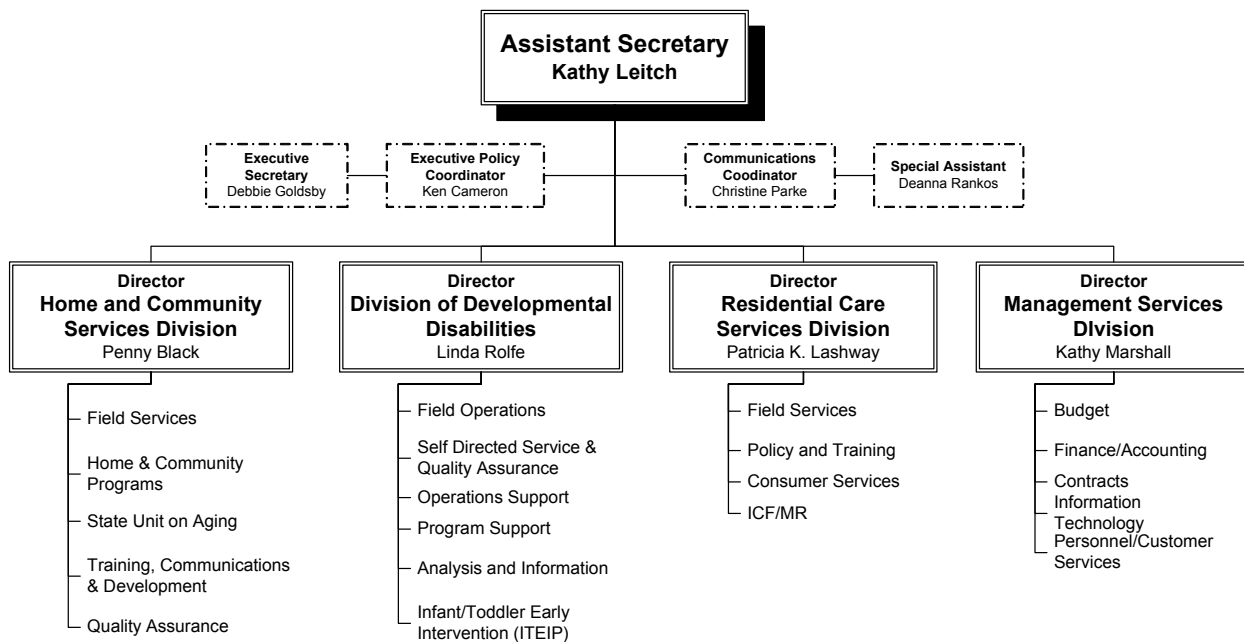 Assistant Secretary
Kathy Leitch
Executive
Secretary
Debbie Goldsby
Executive Policy
Coordinator
Ken Cameron
Communications
Coodinator
Christine Parke
Special Assistant
Deanna Rankos
Director
Home and Community
Services Division
Penny Black
Field Services
Home & Community
Programs
State Unit on Aging
Training, Communications
& Development
Quality Assurance
Director
Division of Developmental
Disabilities
Linda Rolfe
Field Operations
Self Directed Service &
Quality Assurance
Operations Support
Program Support
Analysis and Information
Infant/Toddler Early
Intervention (ITEIP)
Director
Residential Care
Services Division
Patricia K. Lashway
Field Services
Policy and Training
Consumer Services
ICF/MR
Director
Management Services
DIvision
Kathy Marshall
Budget
Finance/Accounting
Contracts
Information
Technology
Personnel/Customer
Services